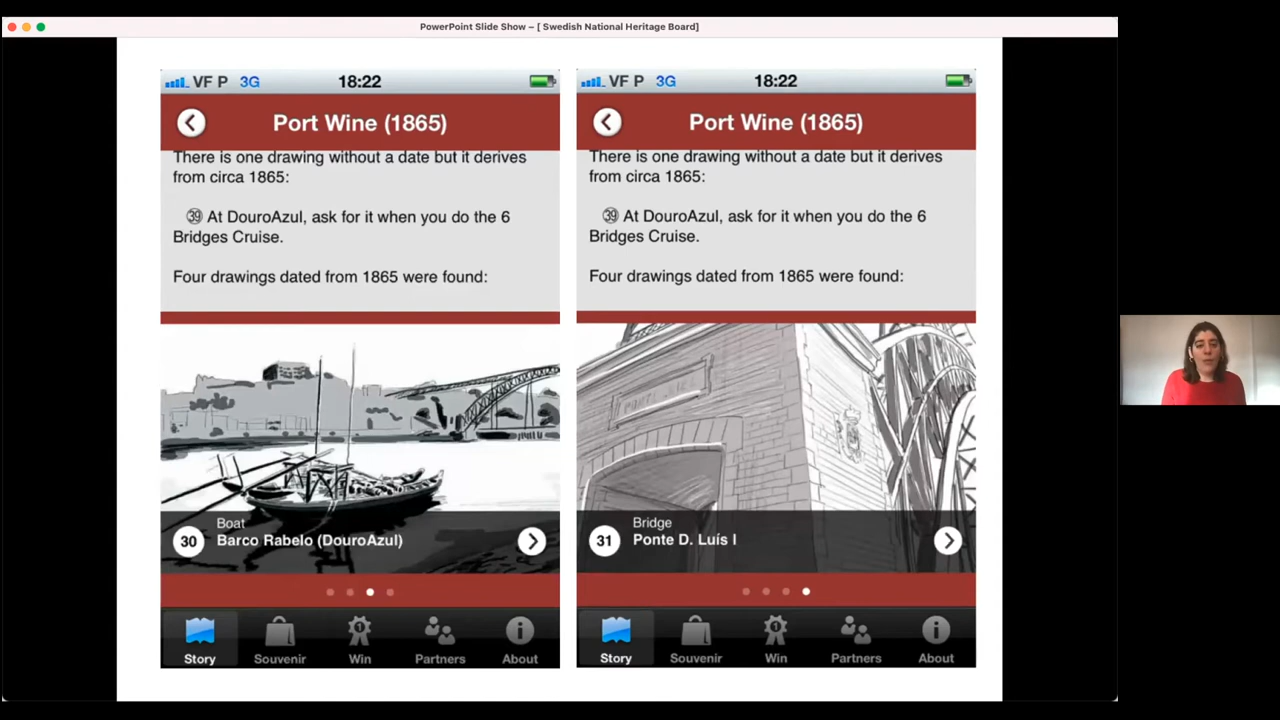 PowerPoint Slide Show – [ Swedish National Heritage Board]
VF P 3G 18:22
Port Wine (1865)
There is one drawing without a date but it derives
from circa 1865:
㊴ At DouroAzul, ask for it when you do the 6
Bridges Cruise.
Four drawings dated from 1865 were found:
Boat
30 Barco Rabelo (DouroAzul)
Story Souvenir Win Partners About
VF P 3G 18:22
Port Wine (1865)
There is one drawing without a date but it derives
from circa 1865:
㊴ At DouroAzul, ask for it when you do the 6
Bridges Cruise.
Four drawings dated from 1865 were found:
Bridge
31 Ponte D. Luís I
Story Souvenir Win Partners About